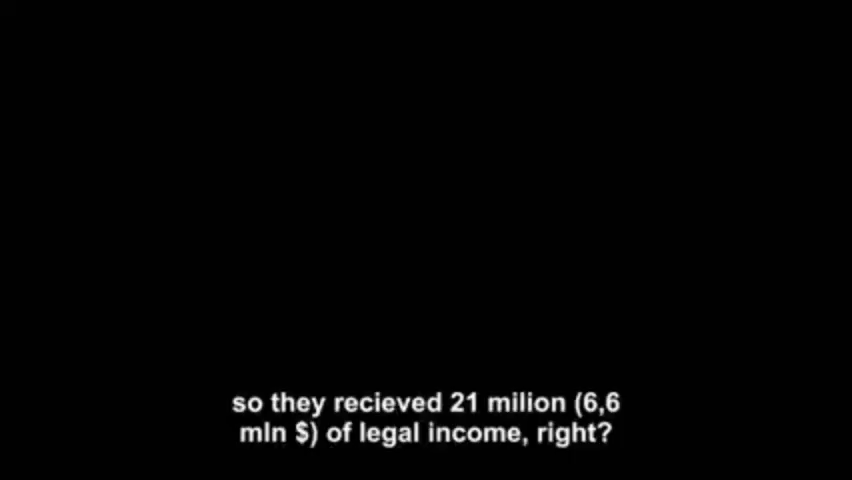 so they recieved 21 milion (6,6
mln $) of legal income, right?